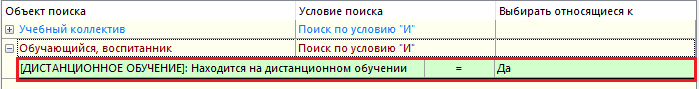 Объект поиска Условие поиска Выбирать относящиеся к
Учебный коллектив Поиск по условию "И"
Обучающийся, воспитанник Поиск по условию "И"
[ДИСТАНЦИОННОЕ ОБУЧЕНИЕ]: Находится на дистанционном обучении = Да